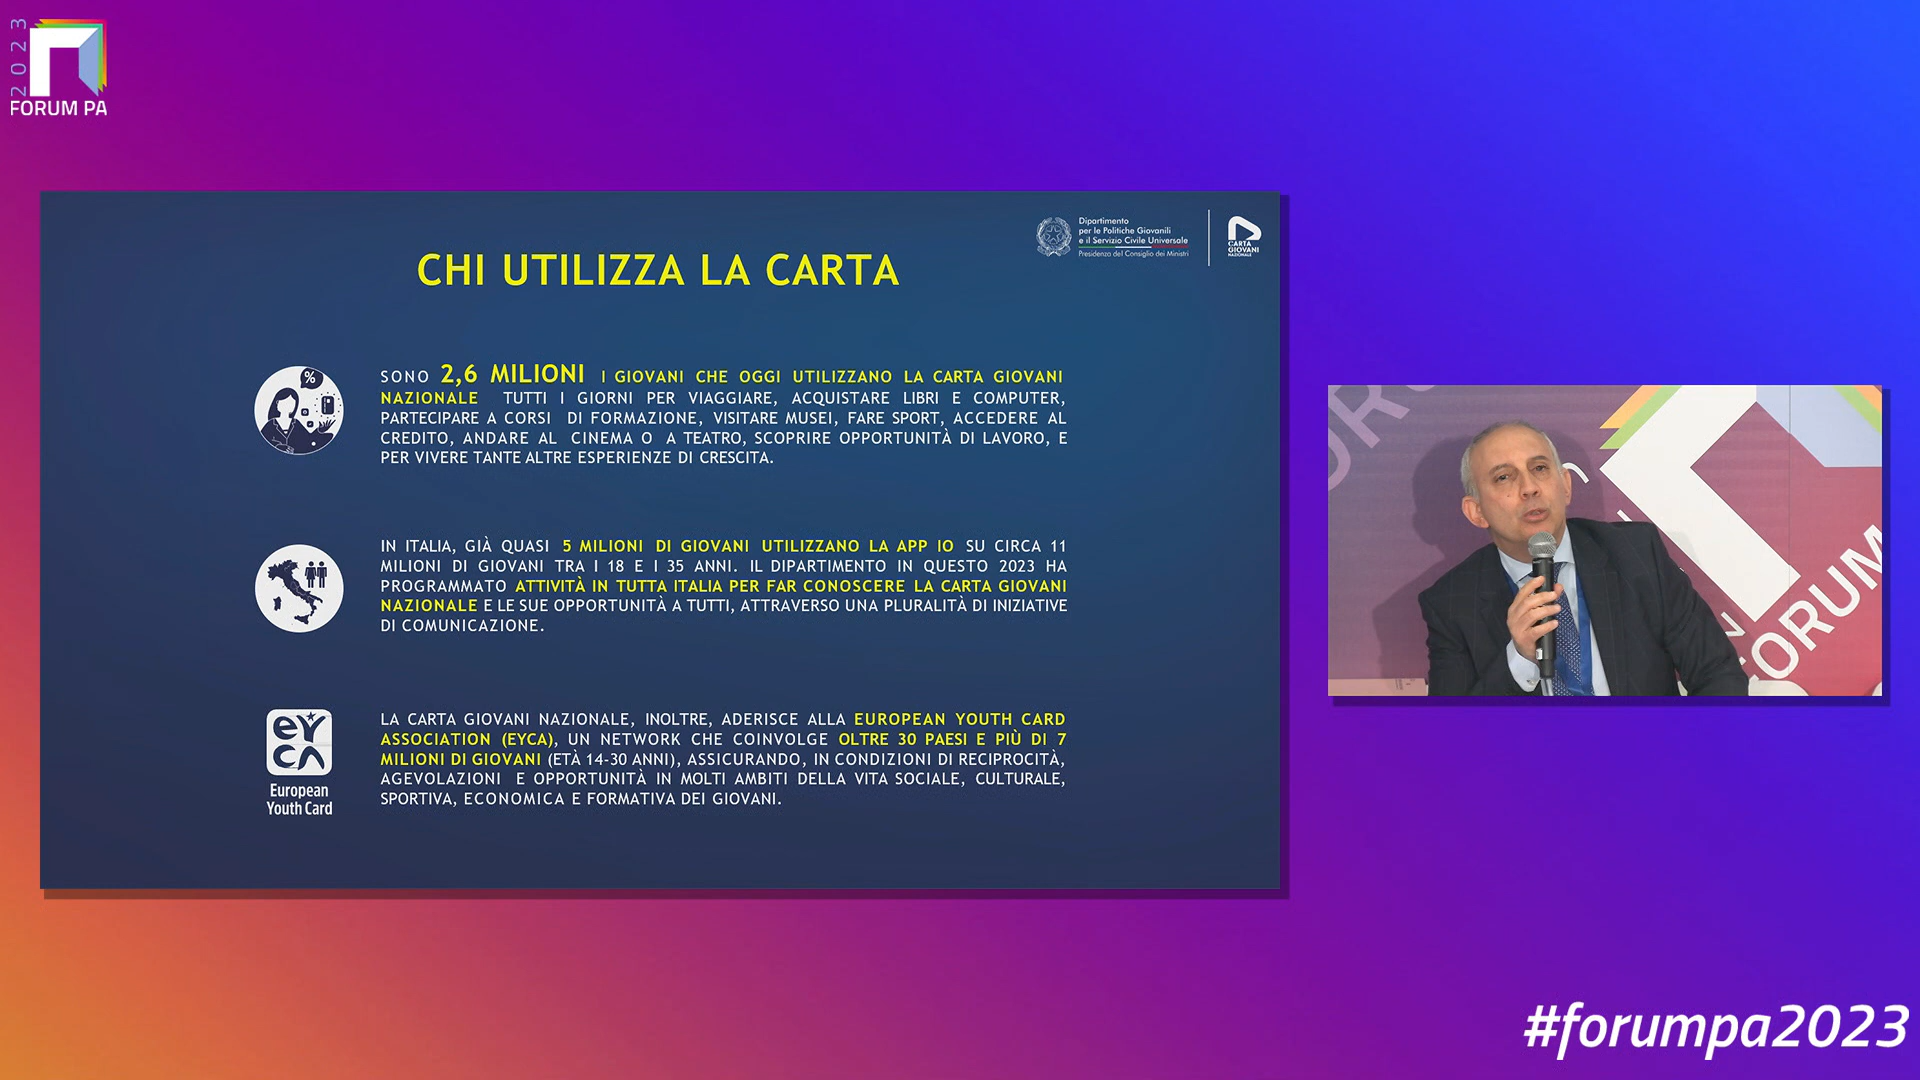 2023
FORUM PA
Dipartimento
per le Politiche Giovanili
e il Servizio Civile Universale
Presidenza del Consiglio dei Ministri
CARTA
GIOVANI
NAZIONALE
CHI UTILIZZA LA CARTA
%
SONO 2,6 MILIONI I GIOVANI CHE OGGI UTILIZZANO LA CARTA GIOVANI
NAZIONALE TUTTI I GIORNI PER VIAGGIARE, ACQUISTARE LIBRI E COMPUTER,
PARTECIPARE A CORSI DI FORMAZIONE, VISITARE MUSEI, FARE SPORT, ACCEDERE AL
CREDITO, ANDARE AL CINEMA O A TEATRO, SCOPRIRE OPPORTUNITÀ DI LAVORO, E
PER VIVERE TANTE ALTRE ESPERIENZE DI CRESCITA.
IN ITALIA, GIÀ QUASI 5 MILIONI DI GIOVANI UTILIZZANO LA APP IO SU CIRCA 11
MILIONI DI GIOVANI TRA I 18 E I 35 ANNI. IL DIPARTIMENTO IN QUESTO 2023 HA
PROGRAMMATO ATTIVITÀ IN TUTTA ITALIA PER FAR CONOSCERE LA CARTA GIOVANI
NAZIONALE E LE SUE OPPORTUNITÀ A TUTTI, ATTRAVERSO UNA PLURALITÀ DI INIZIATIVE
DI COMUNICAZIONE.
eyca
European
Youth Card
LA CARTA GIOVANI NAZIONALE, INOLTRE, ADERISCE ALLA EUROPEAN YOUTH CARD
ASSOCIATION (EYCA), UN NETWORK CHE COINVOLGE OLTRE 30 PAESI E PIÙ DI 7
MILIONI DI GIOVANI (ETÀ 14-30 ANNI), ASSICURANDO, IN CONDIZIONI DI RECIPROCITÀ,
AGEVOLAZIONI E OPPORTUNITÀ IN MOLTI AMBITI DELLA VITA SOCIALE, CULTURALE,
SPORTIVA, ECONOMICA E FORMATIVA DEI GIOVANI.
FORUM
#forumpa2023